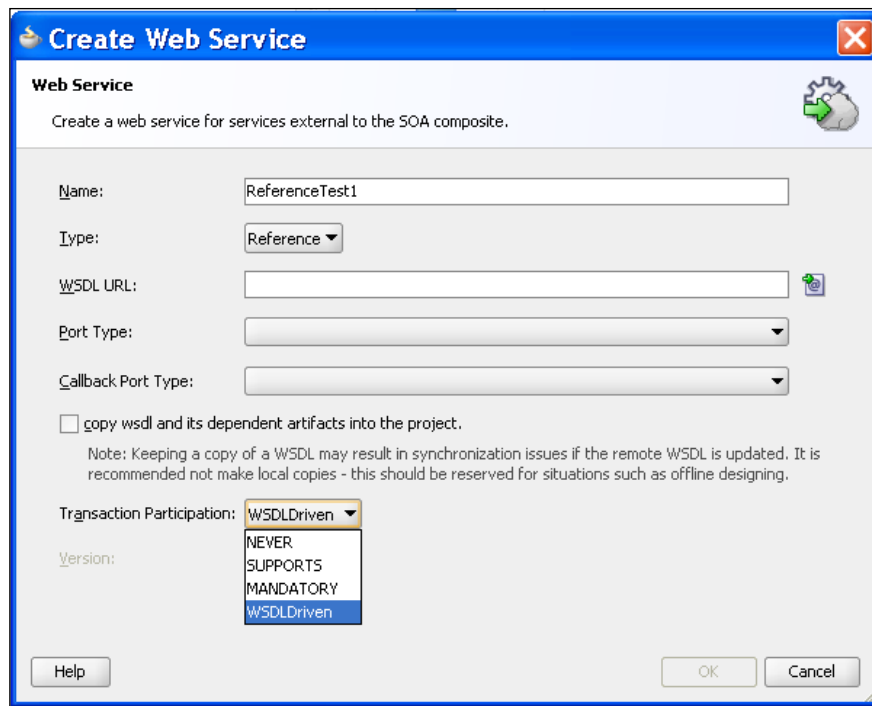 Create Web Service
Web Service
Create a web service for services external to the SOA composite.
Name:
ReferenceTest1
Type:
Reference
WSDL URL:
Port Type:
Callback Port Type:
copy wsdl and its dependent artifacts into the project.
Note: Keeping a copy of a WSDL may result in synchronization issues if the remote WSDL is updated. It is
recommended not make local copies - this should be reserved for situations such as offline designing.
Transaction Participation:
WSDLDriven
NEVER
Version:
SUPPORTS
MANDATORY
WSDLDriven
Help
OK
Cancel